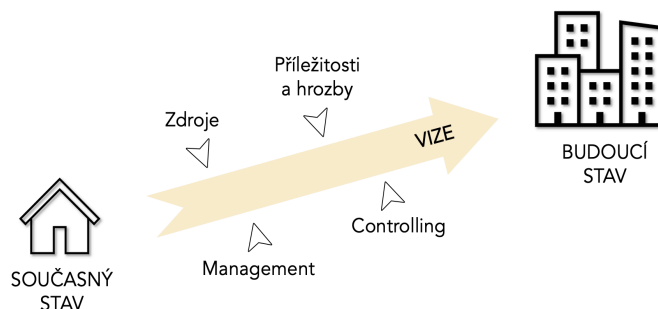 Příležitosti
a hrozby
Zdroje
VIZE
BUDOUCÍ
STAV
Controlling
Management
SOUČASNÝ
STAV